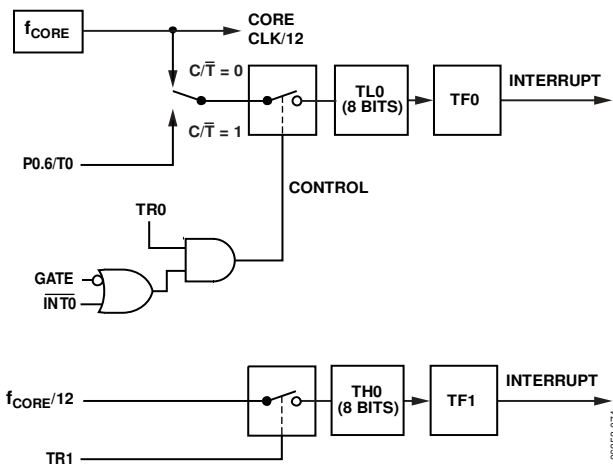 fCORE
CORE
CLK/12
C/T̅ = 0
C/T̅ = 1
P0.6/T0
TL0
(8 BITS)
TF0
INTERRUPT
CONTROL
TR0
GATE
I̅N̅T̅0̅
fCORE/12
TH0
(8 BITS)
TF1
INTERRUPT
TR1